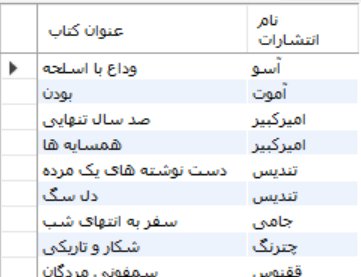 نام انتشارات	عنوان کتاب
آسو	وداع با اسلحه
آموت	بودن
امیرکبیر	صد سال تنهایی
امیرکبیر	همسایه ها
تندیس	دست نوشته های یک مرده
تندیس	دل سگ
جامی	سفر به انتهای شب
چترنگ	شکار و تاریکی
ققنوس	سمفونی مردگان